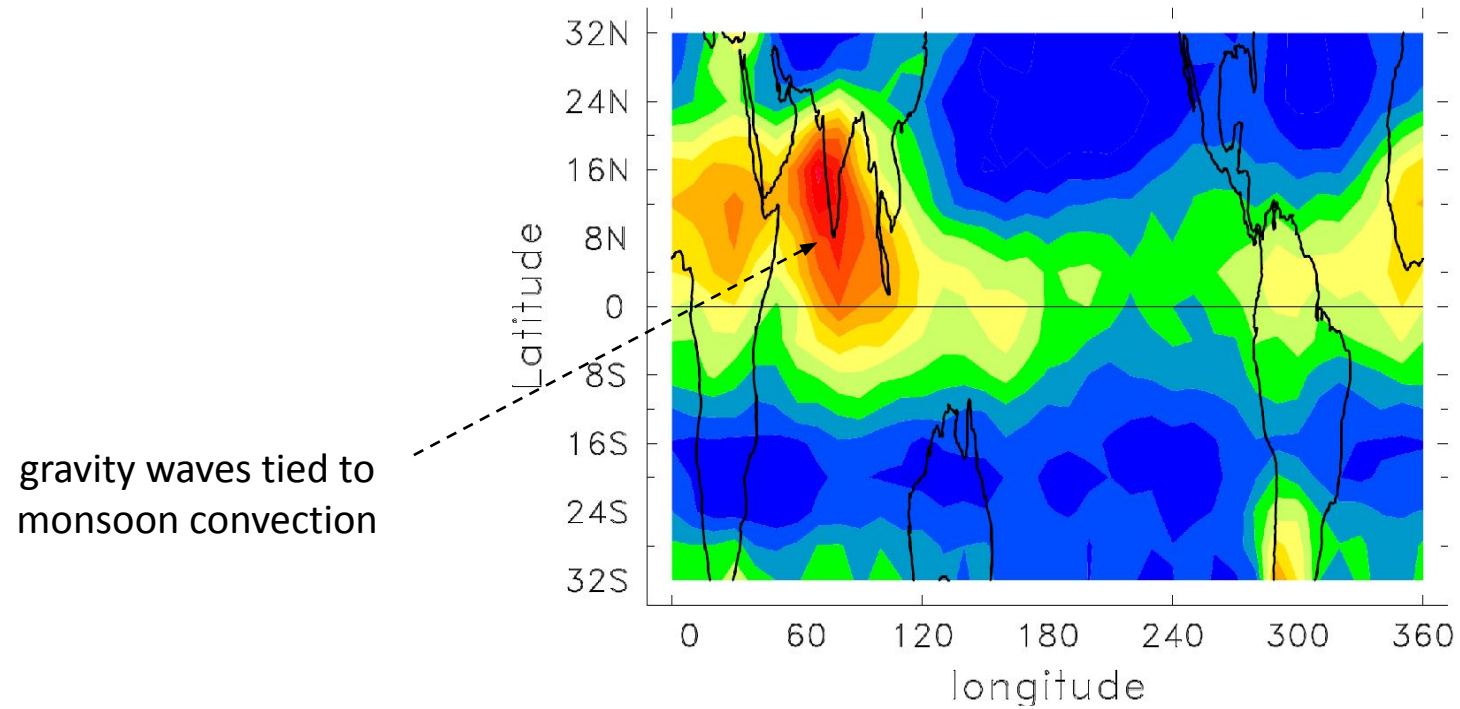 32N
24N
16N
8N
0
8S
16S
24S
32S
Latitude
0 60 120 180 240 300 360
longitude
gravity waves tied to
monsoon convection